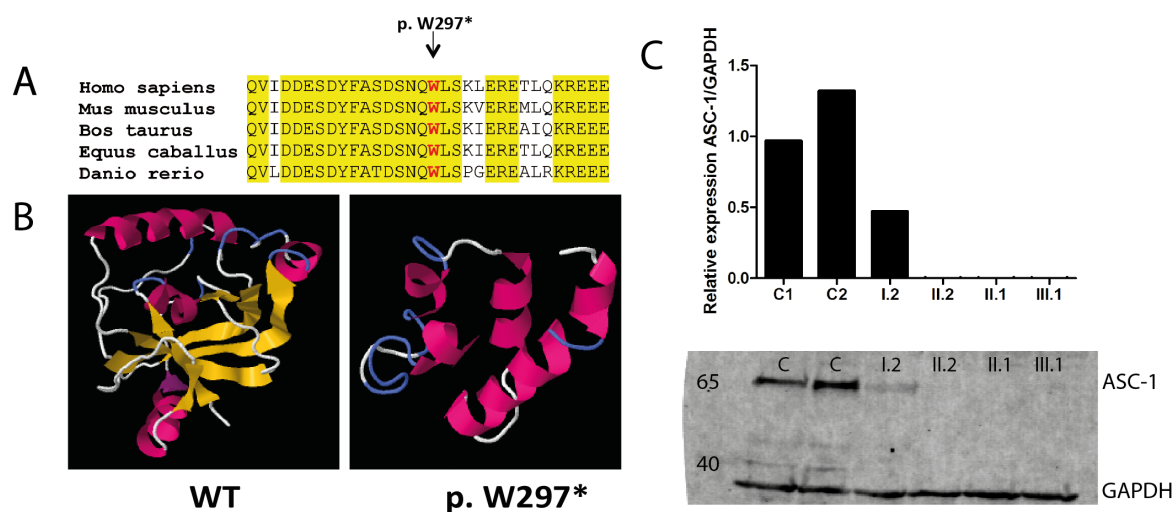 p. W297*
A
Homo sapiens QVIDDESDYFASDSNQWLSKLERETLQKREEE
Mus musculus QVIDDESDYFASDSNQWLSKVEREMLQKREEE
Bos taurus QVIDDESDYFASDSNQWLSKIEREAIQKREEE
Equus caballus QVIDDESDYFASDSNQWLSKIERETLQKREEE
Danio rerio QVLDDESDYFATDSNQWLSPGEREALRKREEE
B
WT
p. W297*
C
Relative expression ASC-1/GAPDH
1.5
1.0
0.5
0.0
C1 C2 I.2 II.2 II.1 III.1
C C I.2 II.2 II.1 III.1
65
ASC-1
40
GAPDH